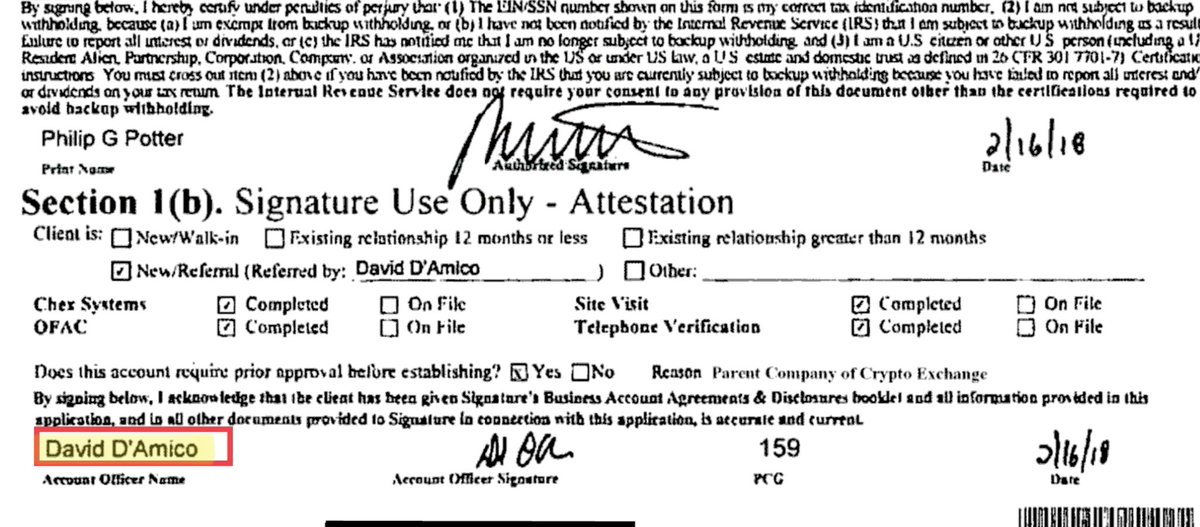 By signing below, I hereby certify under penalties of perjury that (1) The EIN/SSN number shown on this form is my correct tax identification number, (2) I am not subject to backup
withholding, because (a) I am exempt from backup withholding, or (b) I have not been notified by the Internal Revenue Service (IRS) that I am subject to backup withholding as a result
failure to report all interest or dividends, or (c) the IRS has notified me that I am no longer subject to backup withholding, and (3) I am a U.S. citizen or other U S person (including a U
Resident Alien, Partnership, Corporation, Company, or Association organized in the US or under US law, a U S estate and domestic trust as defined in 26 CFR 301 7701-7) Certificati
instructions You must cross out item (2) above if you have been notified by the IRS that you are currently subject to backup withholding because you have failed to report all interest and/
or dividends on your tax return. The Internal Revenue Service does not require your consent to any provision of this document other than the certifications required to
avoid backup withholding.
Philip G Potter 2/16/18
Print Name Authorized Signature Date
Section 1(b). Signature Use Only - Attestation
Client is: New/Walk-in Existing relationship 12 months or less Existing relationship greater than 12 months
New/Referral (Referred by: David D'Amico ) Other:
Chex Systems Completed On File Site Visit Completed On File
OFAC Completed On File Telephone Verification Completed On File
Does this account require prior approval before establishing? Yes No Reason Parent Company of Crypto Exchange
By signing below, I acknowledge that the client has been given Signature's Business Account Agreements & Disclosures booklet and all information provided in this
application, and in all other documents provided to Signature in connection with this application, is accurate and current.
David D'Amico 159 2/16/18
Account Officer Name Account Officer Signature PCG Date